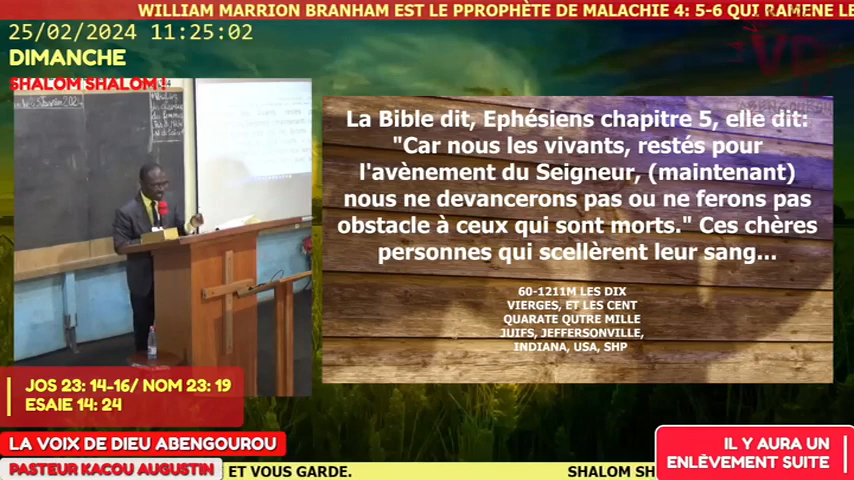 WILLIAM MARRION BRANHAM EST LE PPROPHÈTE DE MALACHIE 4: 5-6 QUI RAMENE LE
25/02/2024 11:25:02
DIMANCHE
SHALOM SHALOM !
La Bible dit, Ephésiens chapitre 5, elle dit:
"Car nous les vivants, restés pour
l'avènement du Seigneur, (maintenant)
nous ne devancerons pas ou ne ferons pas
obstacle à ceux qui sont morts." Ces chères
personnes qui scellèrent leur sang...
60-1211M LES DIX
VIERGES, ET LES CENT
QUARATE QUTRE MILLE
JUIFS, JEFFERSONVILLE,
INDIANA, USA, SHP
JOS 23: 14-16/ NOM 23: 19
ESAIE 14: 24
LA VOIX DE DIEU ABENGOUROU
IL Y AURA UN
ENLÈVEMENT SUITE
PASTEUR KACOU AUGUSTIN
ET VOUS GARDE.
SHALOM SH